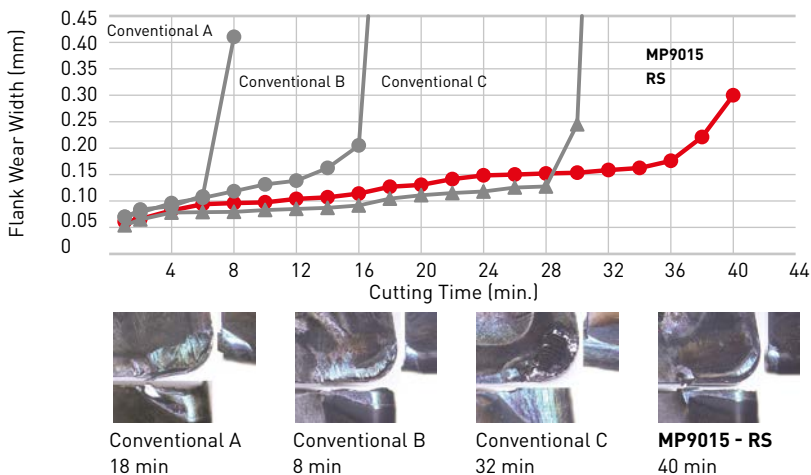 Flank Wear Width (mm)
0.45
0.40
0.35
0.30
0.25
0.20
0.15
0.10
0.05
0
Conventional A
Conventional B
Conventional C
MP9015
RS
4 8 12 16 20 24 28 32 36 40 44
Cutting Time (min.)
Conventional A
18 min
Conventional B
8 min
Conventional C
32 min
MP9015 - RS
40 min